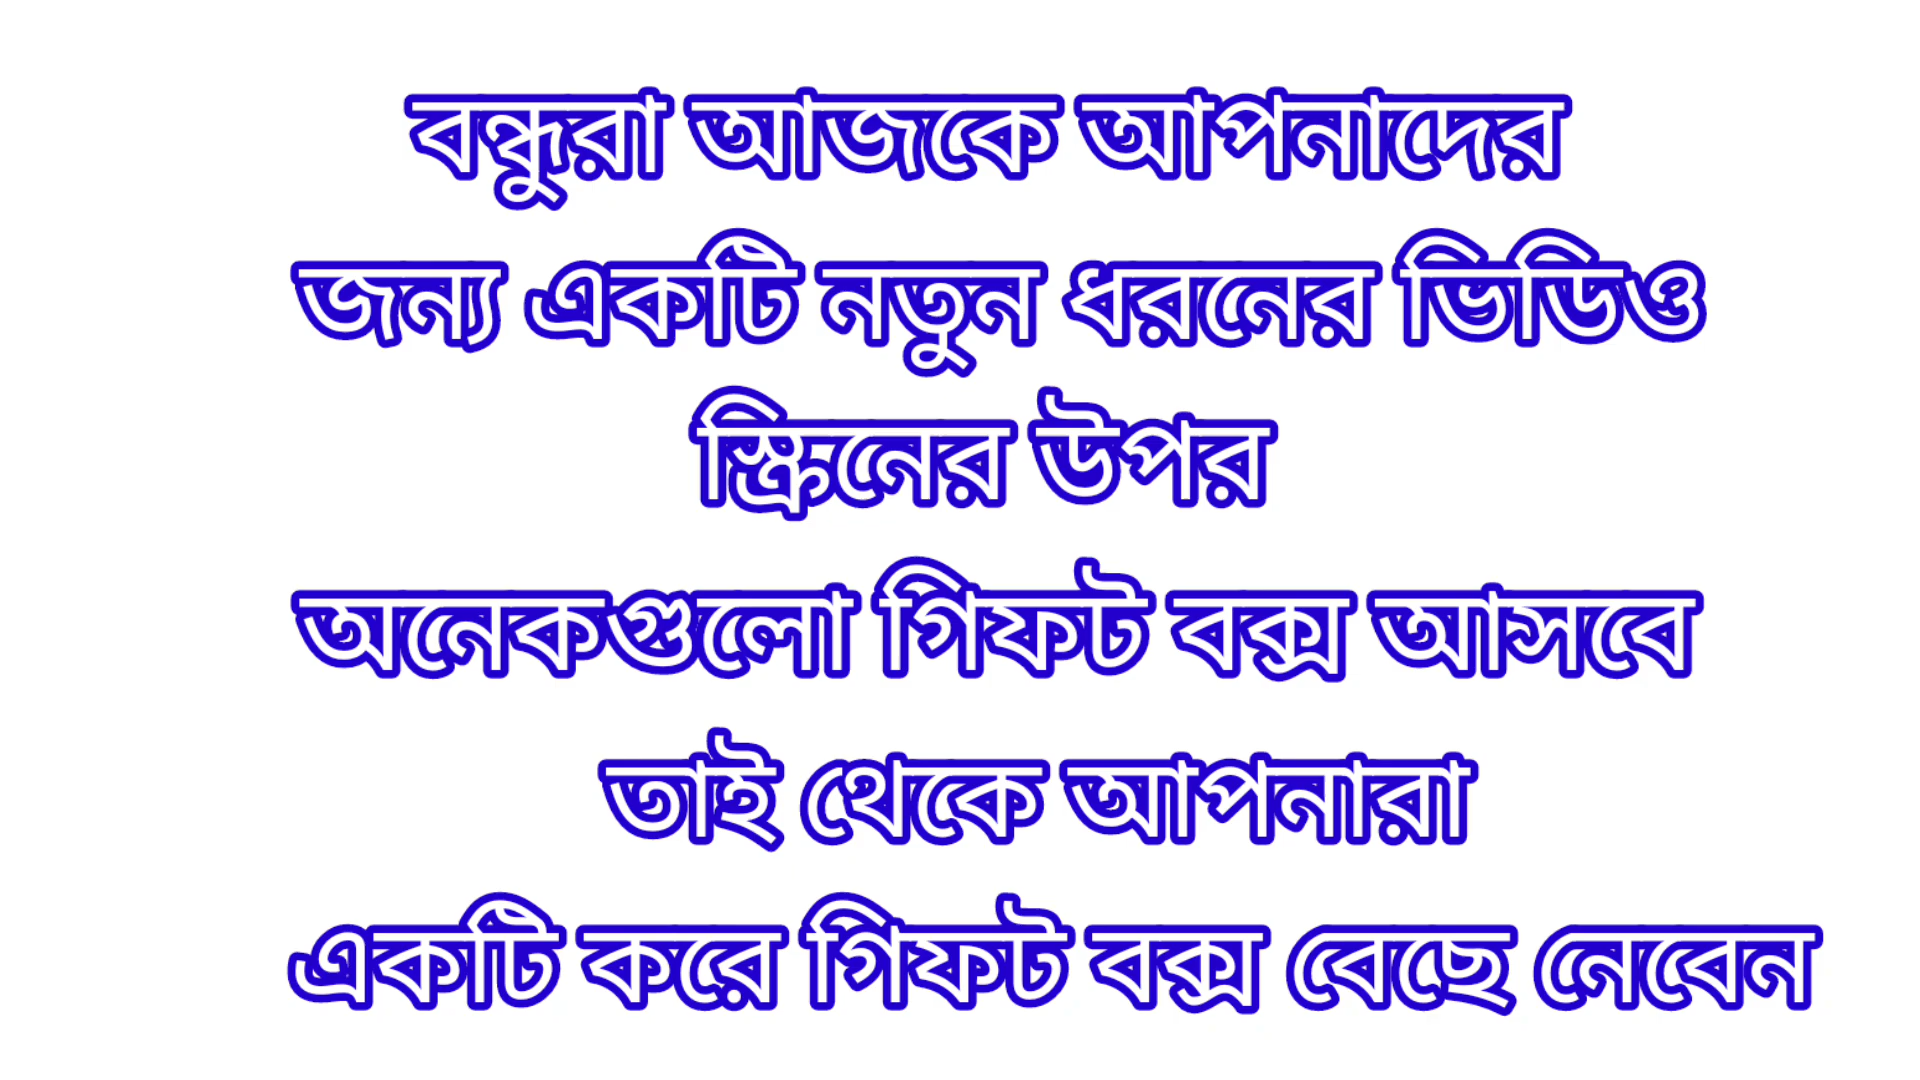 বন্ধুরা আজকে আপনাদের
জন্য একটি নতুন ধরনের ভিডিও
স্ক্রিনের উপর
অনেকগুলো গিফট বক্স আসবে
তাই থেকে আপনারা
একটি করে গিফট বক্স বেছে নেবেন